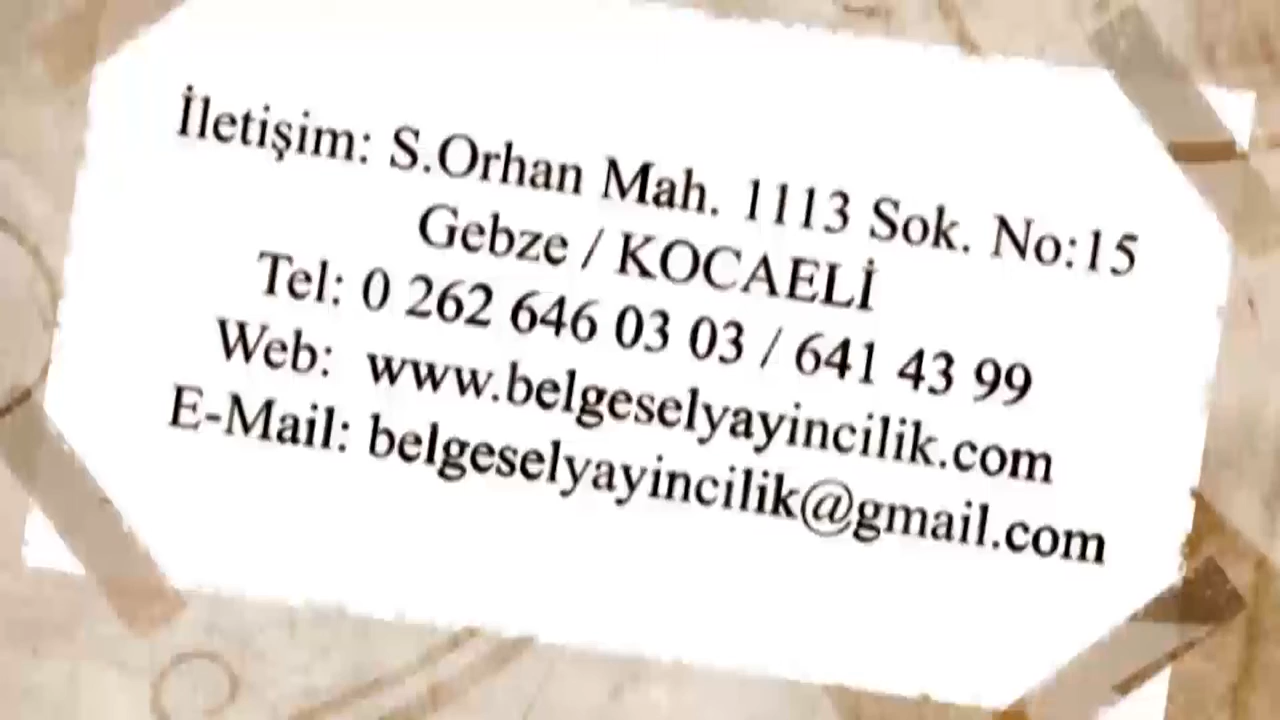 İletişim: S.Orhan Mah. 1113 Sok. No:15
Gebze / KOCAELİ
Tel: 0 262 646 03 03 / 641 43 99
Web: www.belgeselyayincilik.com
E-Mail: belgeselyayincilik@gmail.com